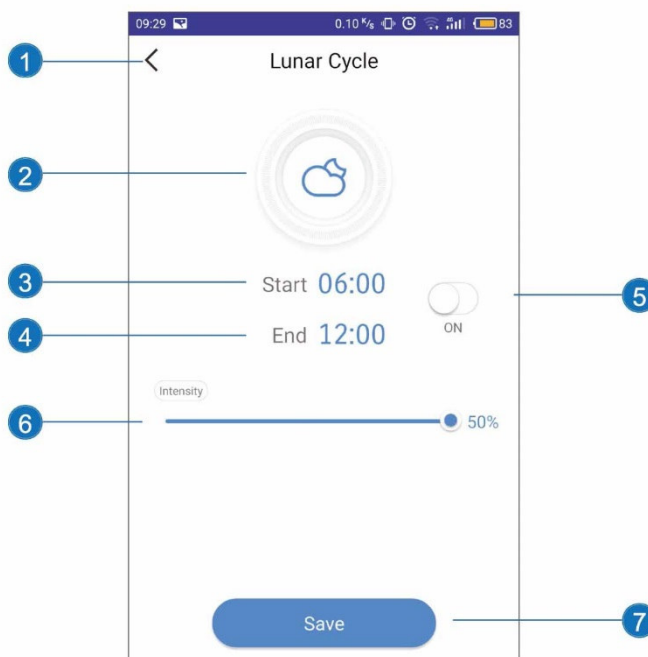 09:29 0.10 K/s 4G 83
1 Lunar Cycle
2
3 Start 06:00
5
4 End 12:00
ON
Intensity
6 50%
Save 7